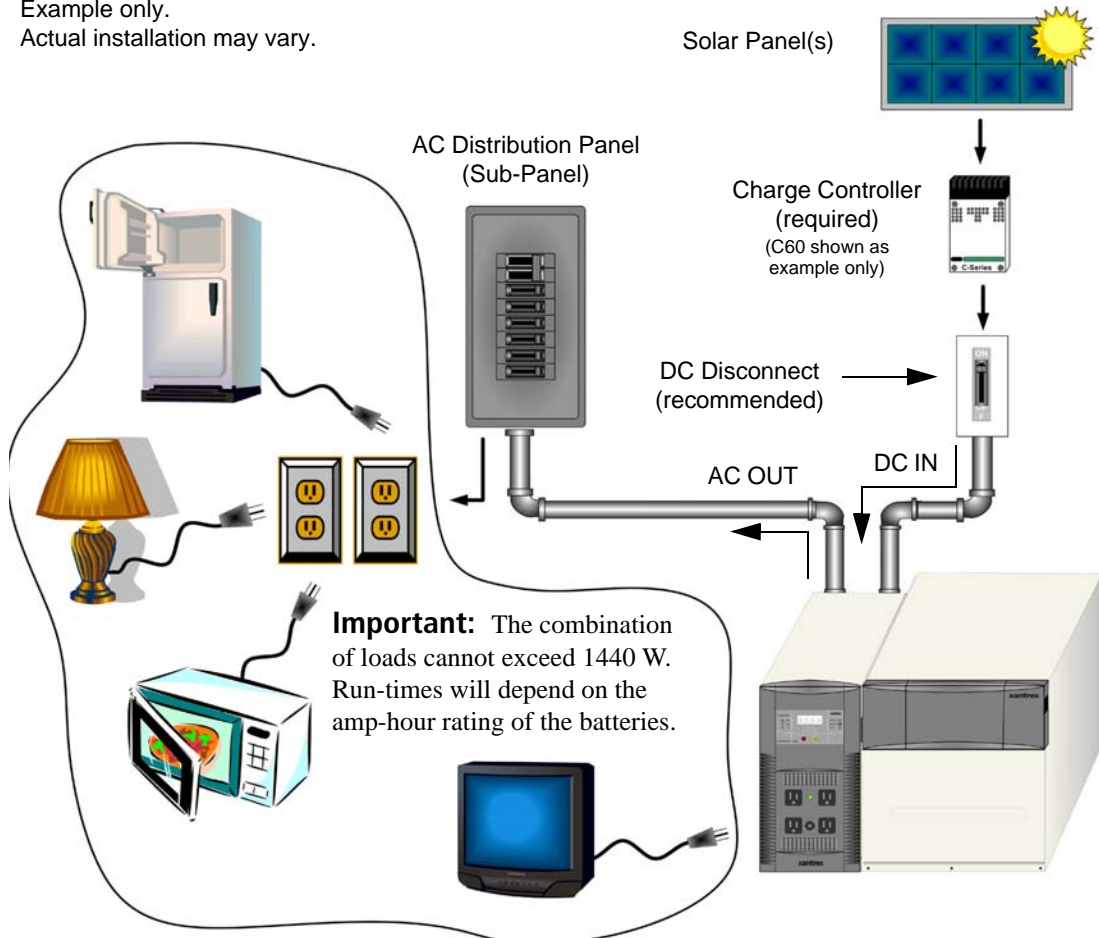 Example only.
Actual installation may vary.
Solar Panel(s)
AC Distribution Panel
(Sub-Panel)
Charge Controller
(required)
(C60 shown as
example only)
C-Series
DC Disconnect
(recommended)
ON
AC OUT
DC IN
Important: The combination
of loads cannot exceed 1440 W.
Run-times will depend on the
amp-hour rating of the batteries.
xantrex
xantrex